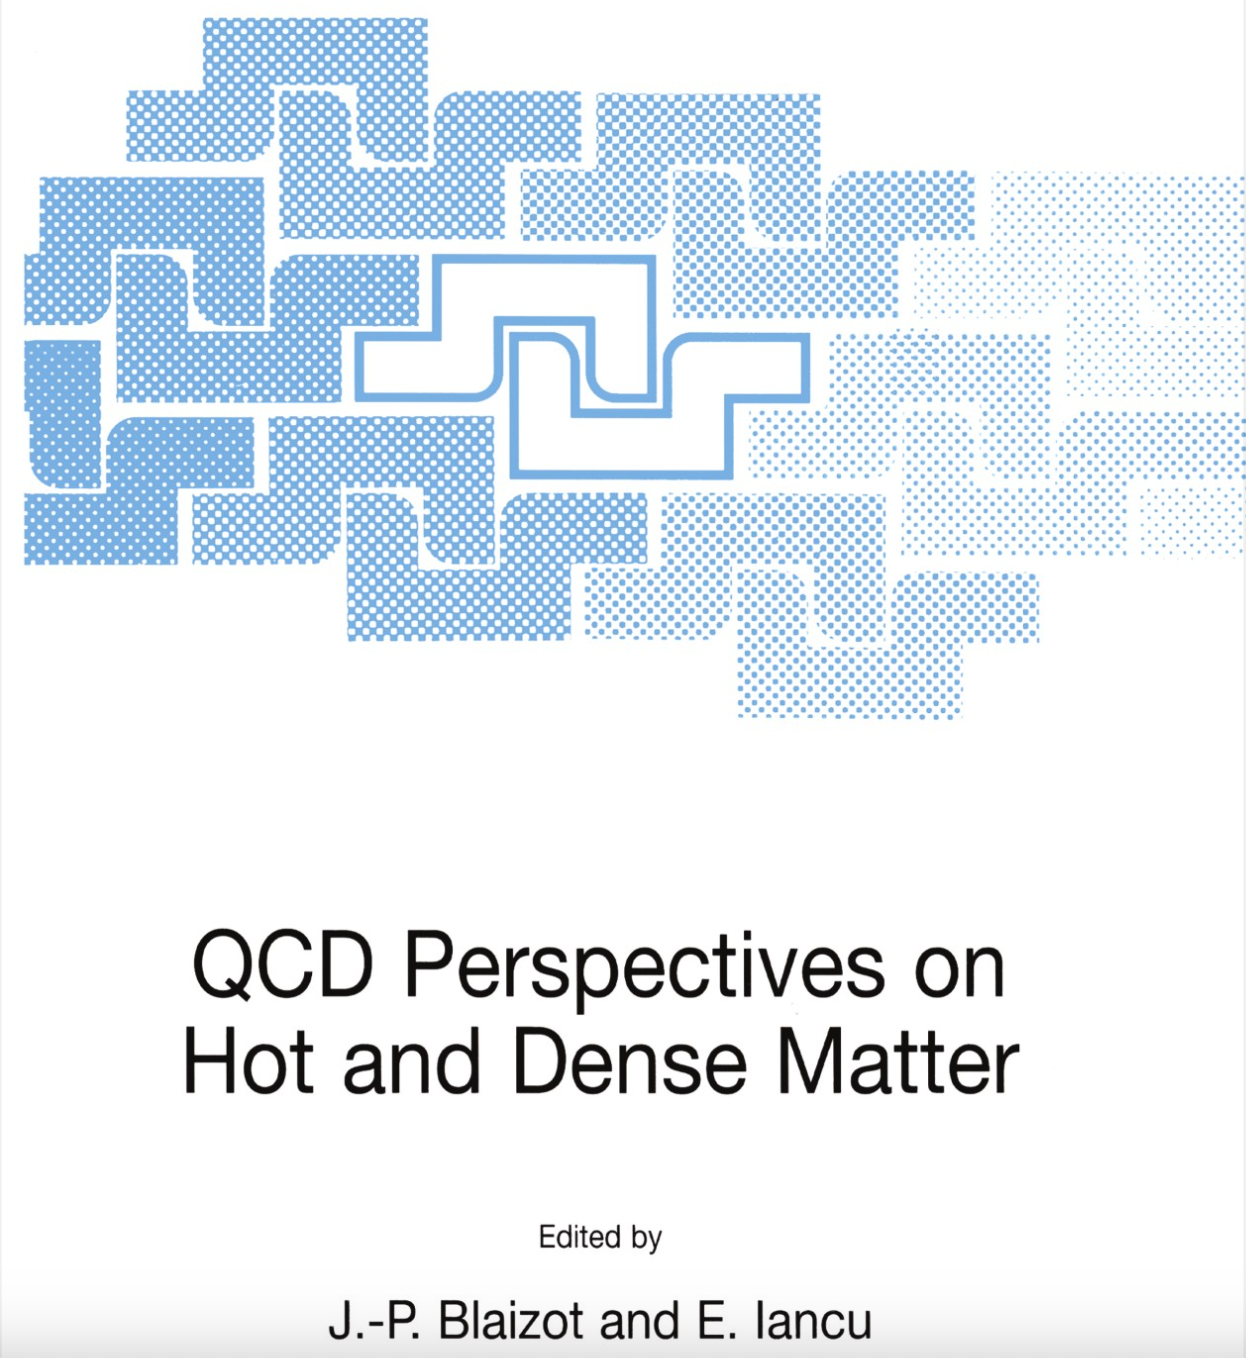 QCD Perspectives on
Hot and Dense Matter
Edited by
J.-P. Blaizot and E. Iancu